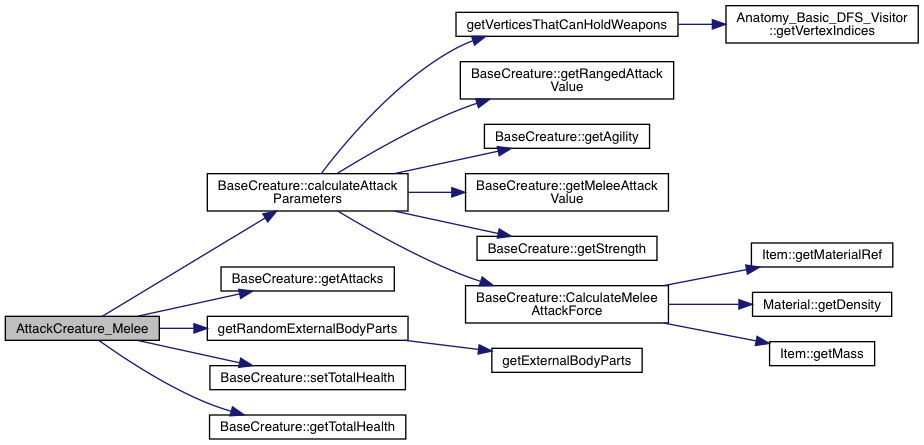 getVerticesThatCanHoldWeapons
Anatomy_Basic_DFS_Visitor
::getVertexIndices
BaseCreature::getRangedAttack
Value
BaseCreature::getAgility
BaseCreature::calculateAttack
Parameters
BaseCreature::getMeleeAttack
Value
BaseCreature::getStrength
Item::getMaterialRef
BaseCreature::getAttacks
BaseCreature::CalculateMelee
AttackForce
Material::getDensity
AttackCreature_Melee
getRandomExternalBodyParts
Item::getMass
getExternalBodyParts
BaseCreature::setTotalHealth
BaseCreature::getTotalHealth